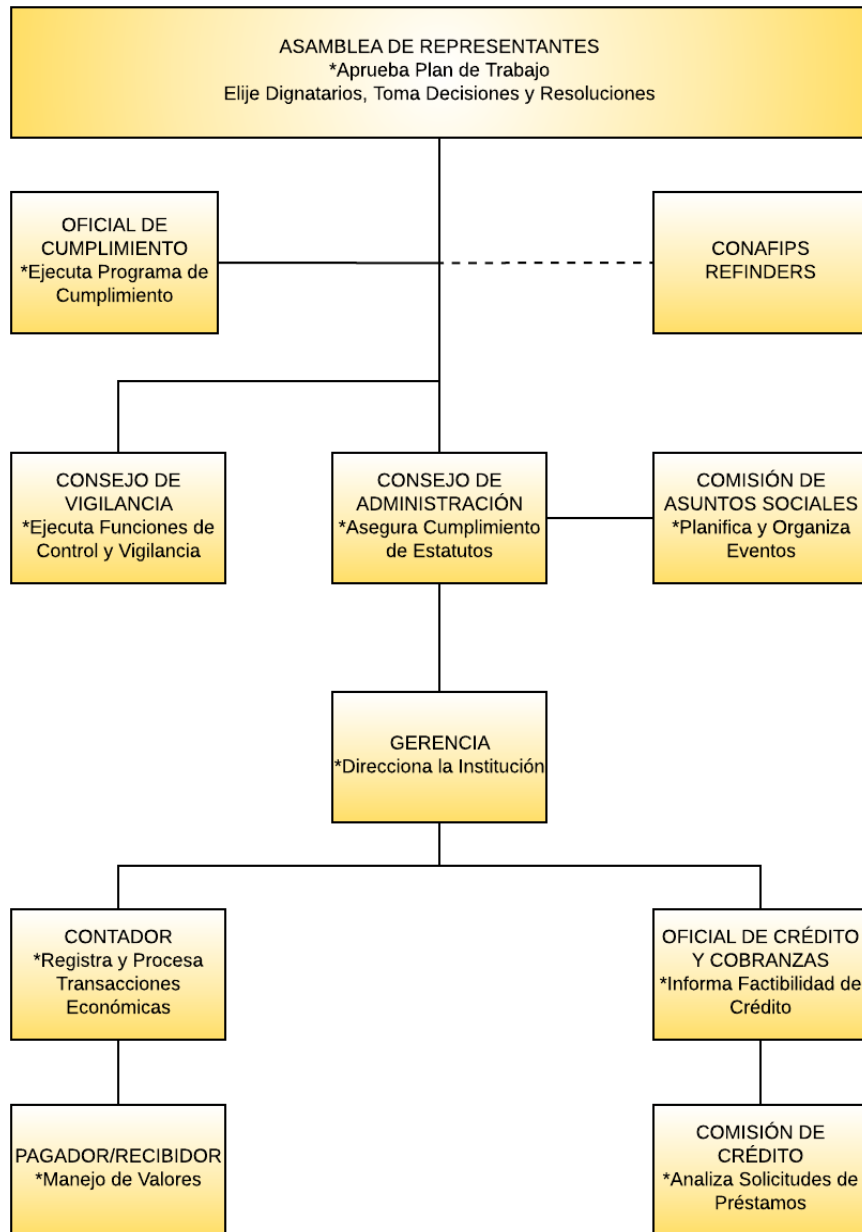 ASAMBLEA DE REPRESENTANTES
*Aprueba Plan de Trabajo
Elije Dignatarios, Toma Decisiones y Resoluciones
OFICIAL DE
CUMPLIMIENTO
*Ejecuta Programa de
Cumplimiento
CONAFIPS
REFINDERS
CONSEJO DE
VIGILANCIA
*Ejecuta Funciones de
Control y Vigilancia
CONSEJO DE
ADMINISTRACIÓN
*Asegura Cumplimiento
de Estatutos
COMISIÓN DE
ASUNTOS SOCIALES
*Planifica y Organiza
Eventos
GERENCIA
*Direcciona la Institución
CONTADOR
*Registra y Procesa
Transacciones
Económicas
OFICIAL DE CRÉDITO
Y COBRANZAS
*Informa Factibilidad de
Crédito
PAGADOR/RECIBIDOR
*Manejo de Valores
COMISIÓN DE
CRÉDITO
*Analiza Solicitudes de
Préstamos